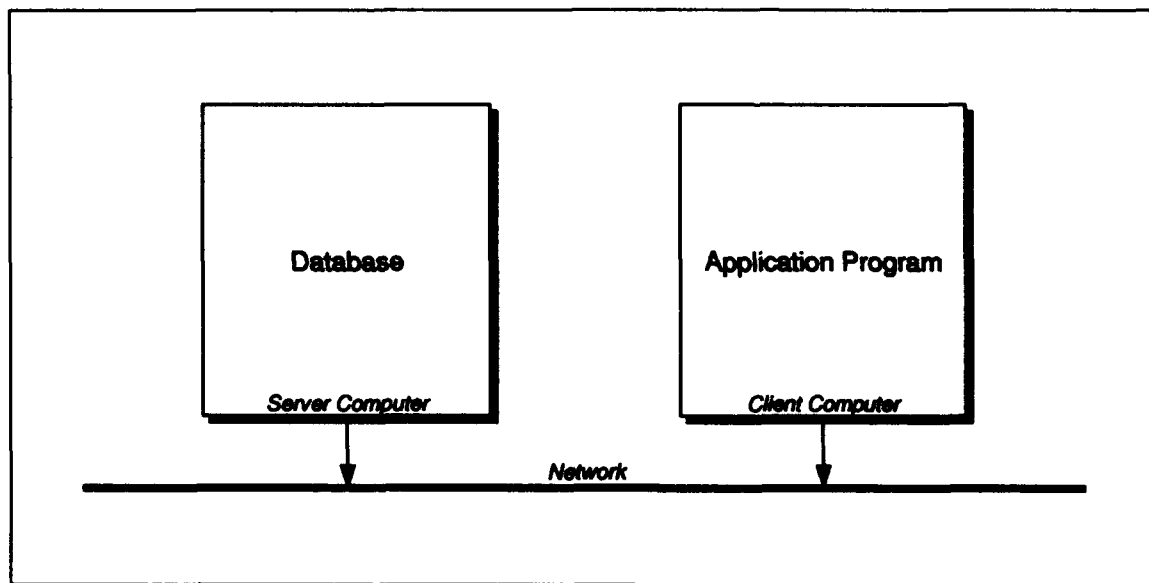 Database
Application Program
Server Computer
Client Computer
Network